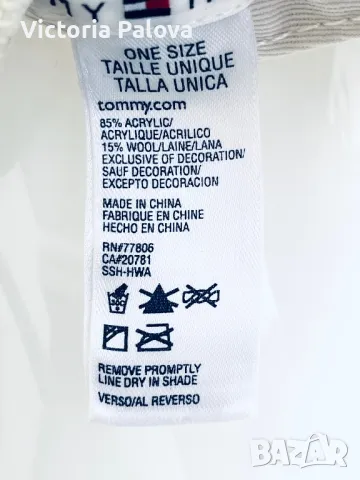 Victoria Palova
ONE SIZE
TAILLE UNIQUE
TALLA UNICA
tommy.com
85% ACRYLIC/
ACRYLIQUE/ACRILICO
15% WOOL/LAINE/LANA
EXCLUSIVE OF DECORATION/
SAUF DECORATION/
EXCEPTO DECORACION
MADE IN CHINA
FABRIQUE EN CHINE
HECHO EN CHINA
RN#77806
CA#20781
SSH-HWA
REMOVE PROMPTLY
LINE DRY IN SHADE
VERSO/AL REVERSO
BAZAR